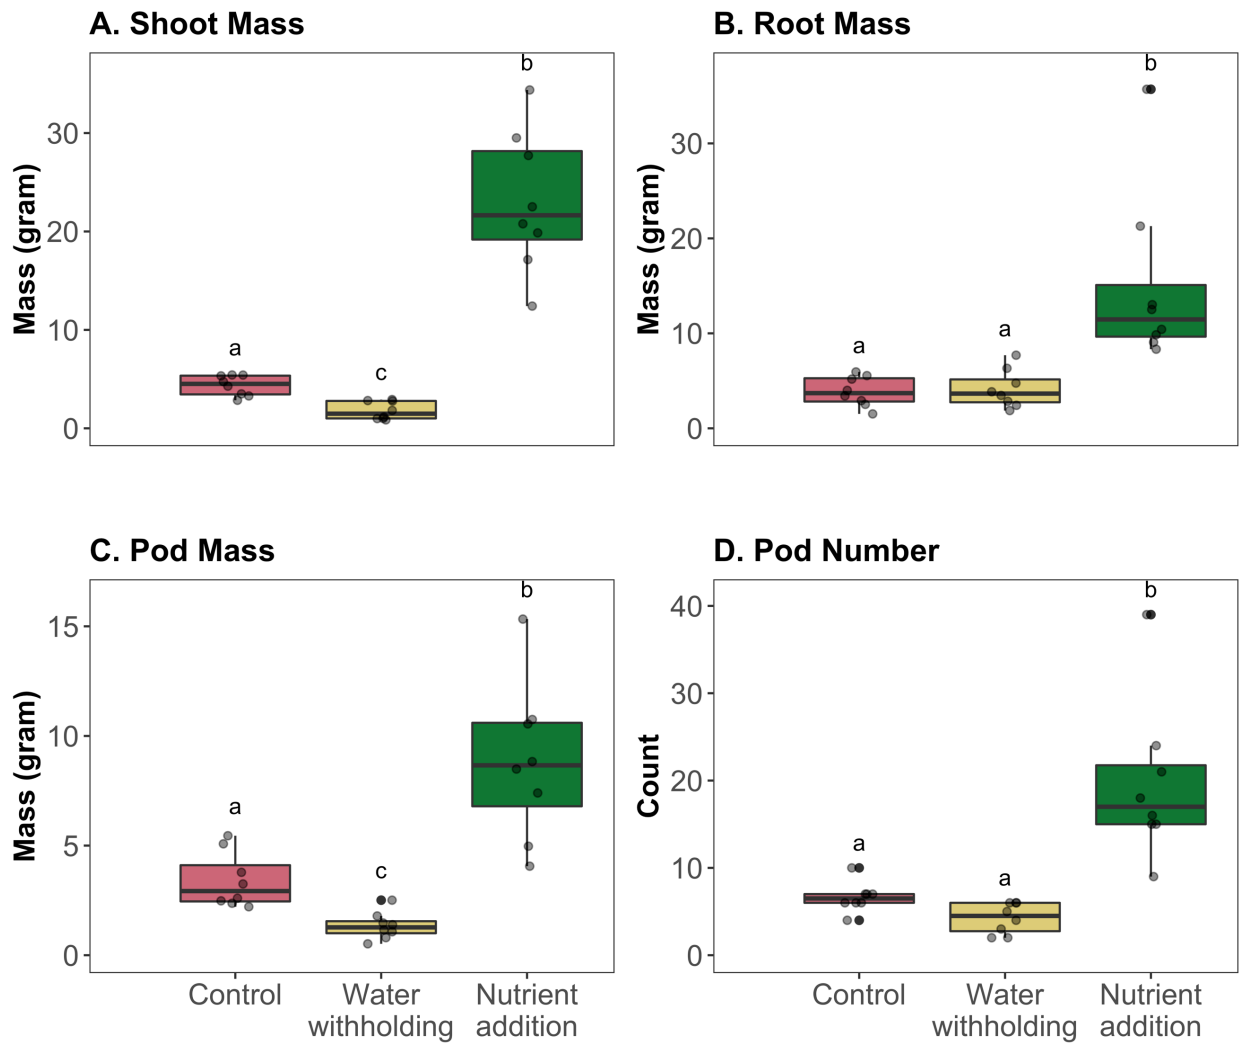 A. Shoot Mass
Mass (gram)
30
20
10
0
a
c
b
B. Root Mass
Mass (gram)
30
20
10
0
a
a
b
C. Pod Mass
Mass (gram)
15
10
5
0
a
c
b
Control
Water
withholding
Nutrient
addition
D. Pod Number
Count
40
30
20
10
0
a
a
b
Control
Water
withholding
Nutrient
addition